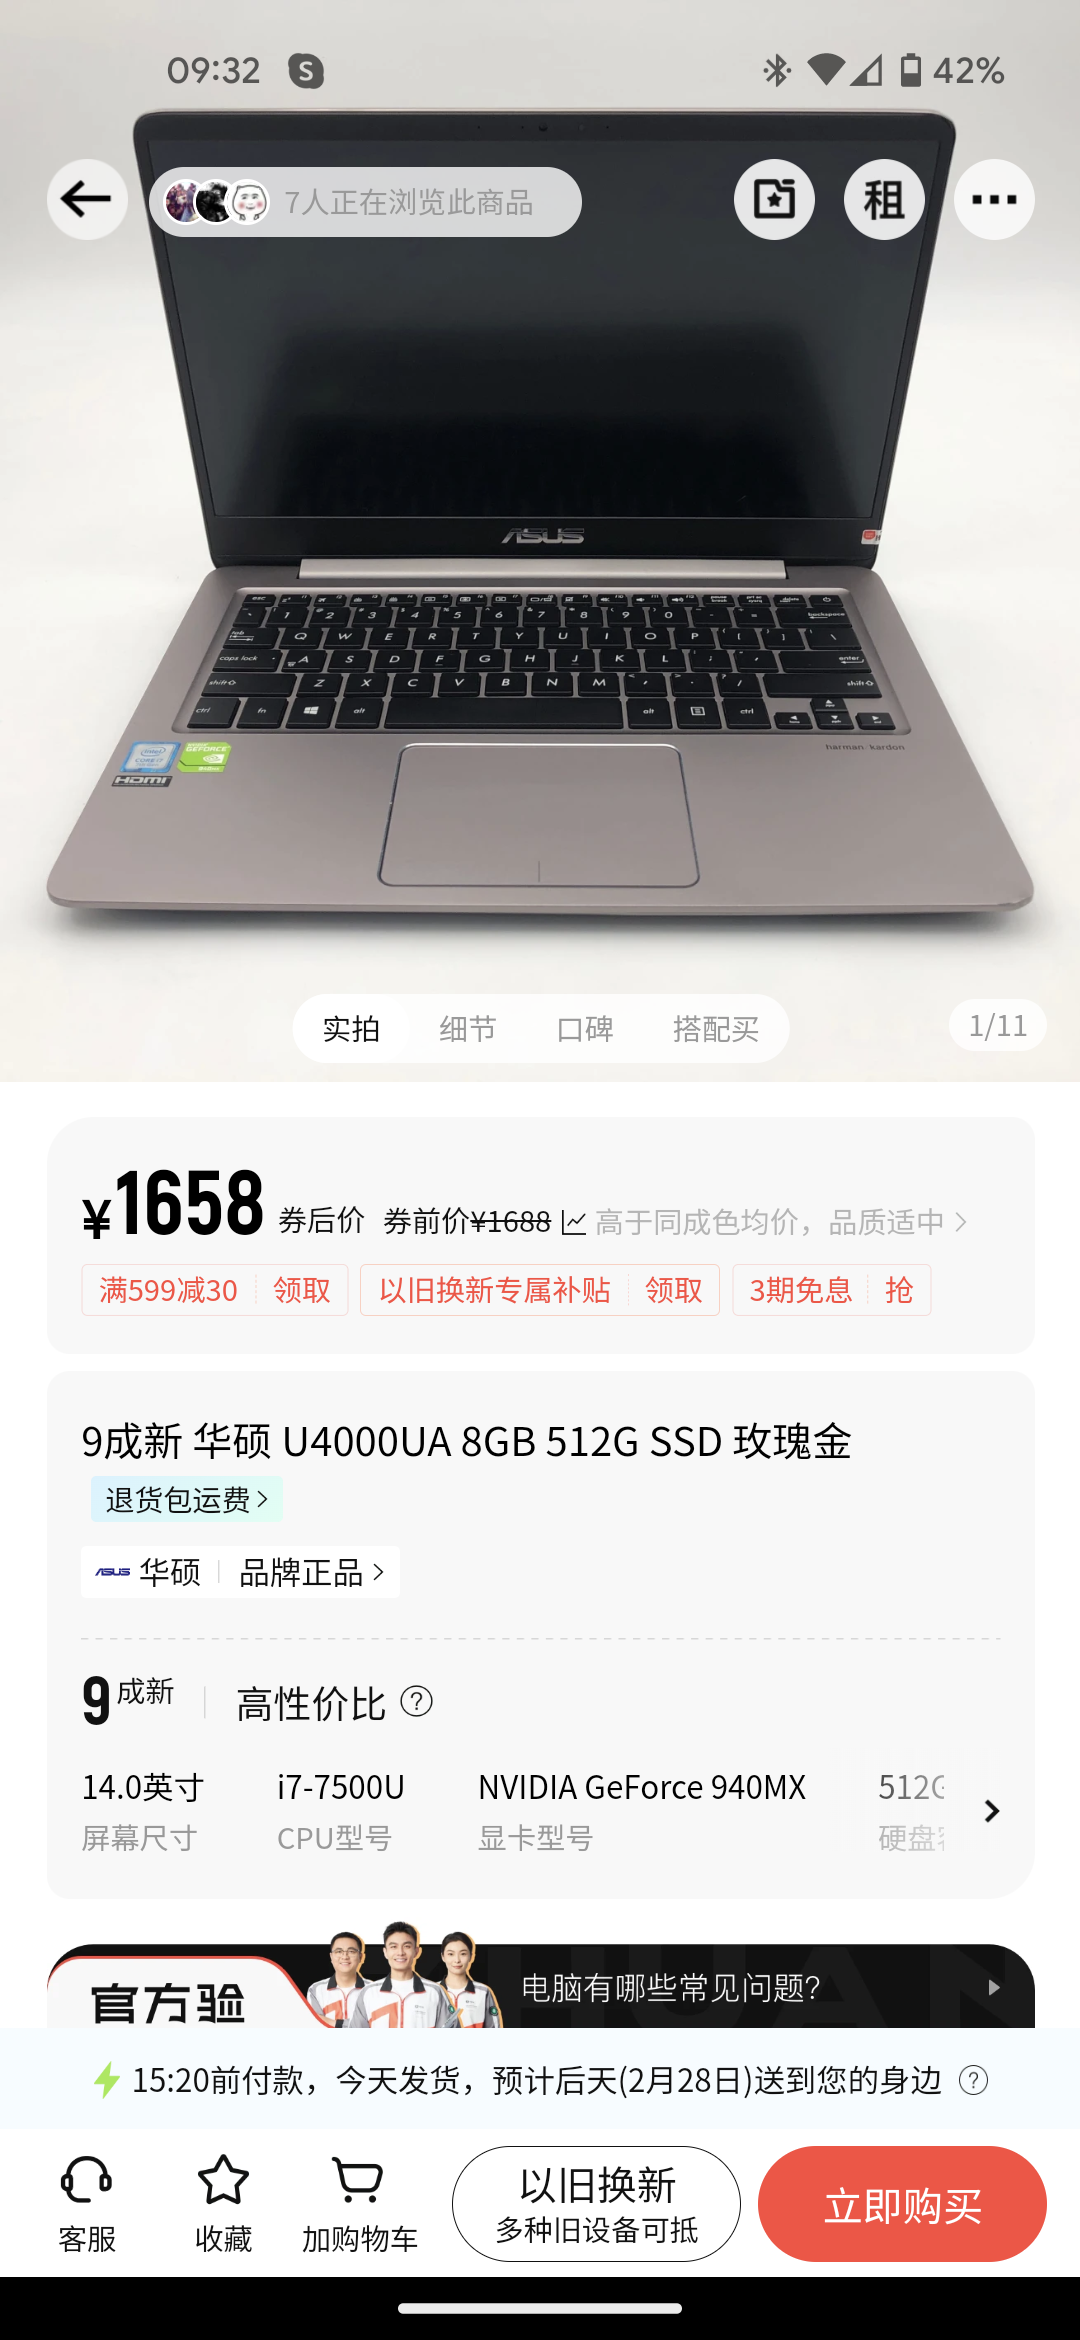 09:32
42%
7人正在浏览此商品
租
ASUS
harman/kardon
intel
CORE i7
GEFORCE
HDMI
实拍 细节 口碑 搭配买
1/11
¥1658 券后价 券前价¥1688 高于同成色均价，品质适中
满599减30 领取 以旧换新专属补贴 领取 3期免息 抢
9成新 华硕 U4000UA 8GB 512G SSD 玫瑰金
退货包运费
ASUS 华硕 品牌正品
9成新 高性价比
14.0英寸 i7-7500U NVIDIA GeForce 940MX 512G
屏幕尺寸 CPU型号 显卡型号 硬盘
官方验 电脑有哪些常见问题?
15:20前付款，今天发货，预计后天(2月28日)送到您的身边
以旧换新
多种旧设备可抵
立即购买
客服 收藏 加购物车